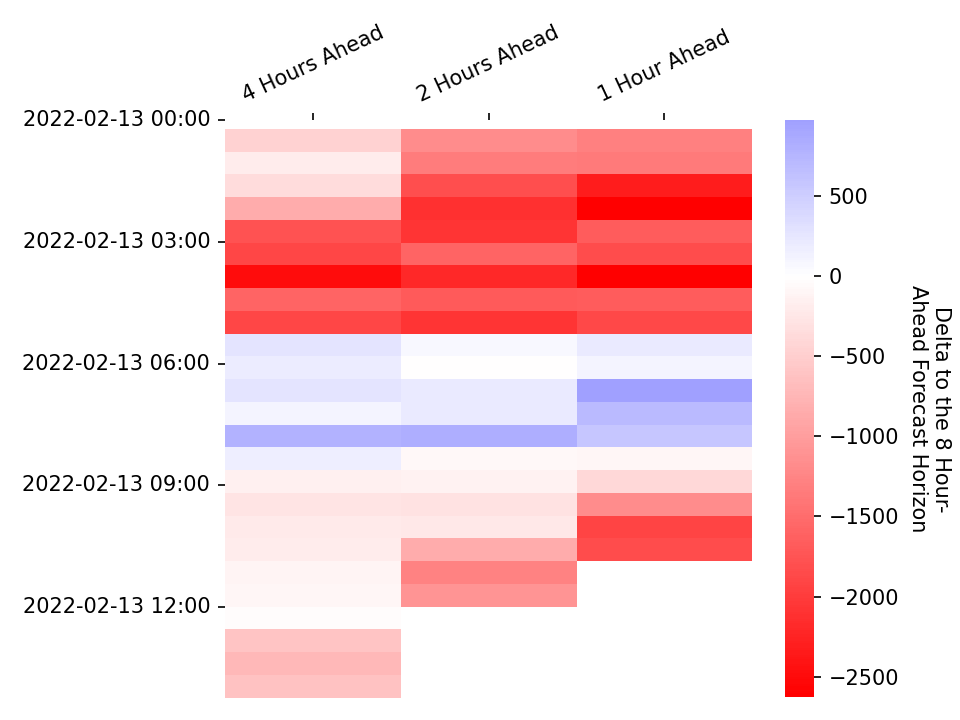 4 Hours Ahead
2 Hours Ahead
1 Hour Ahead
2022-02-13 00:00
2022-02-13 03:00
2022-02-13 06:00
2022-02-13 09:00
2022-02-13 12:00
500
0
−500
−1000
−1500
−2000
−2500
Delta to the 8 Hour-
Ahead Forecast Horizon